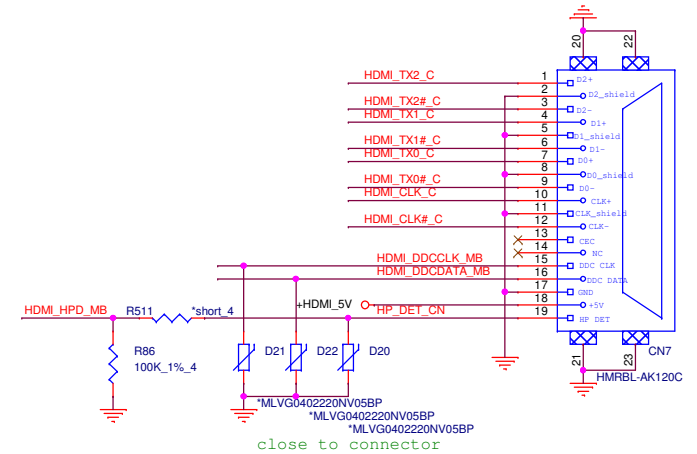 20
22
HDMI_TX2_C 1 D2+
2 D2_shield
HDMI_TX2#_C 3 D2-
HDMI_TX1_C 4 D1+
5 D1_shield
HDMI_TX1#_C 6 D1-
HDMI_TX0_C 7 D0+
8 D0_shield
HDMI_TX0#_C 9 D0-
HDMI_CLK_C 10 CLK+
11 CLK_shield
HDMI_CLK#_C 12 CLK-
13 CEC
14 NC
HDMI_DDCCLK_MB 15 DDC CLK
HDMI_DDCDATA_MB 16 DDC DATA
17 GND
+HDMI_5V 18 +5V
HDMI_HPD_MB R511 *short_4 HP_DET_CN 19 HP DET
21
23
CN7
HMRBL-AK120C
R86
100K_1%_4
D21
D22
D20
*MLVG0402220NV05BP
*MLVG0402220NV05BP
*MLVG0402220NV05BP
close to connector